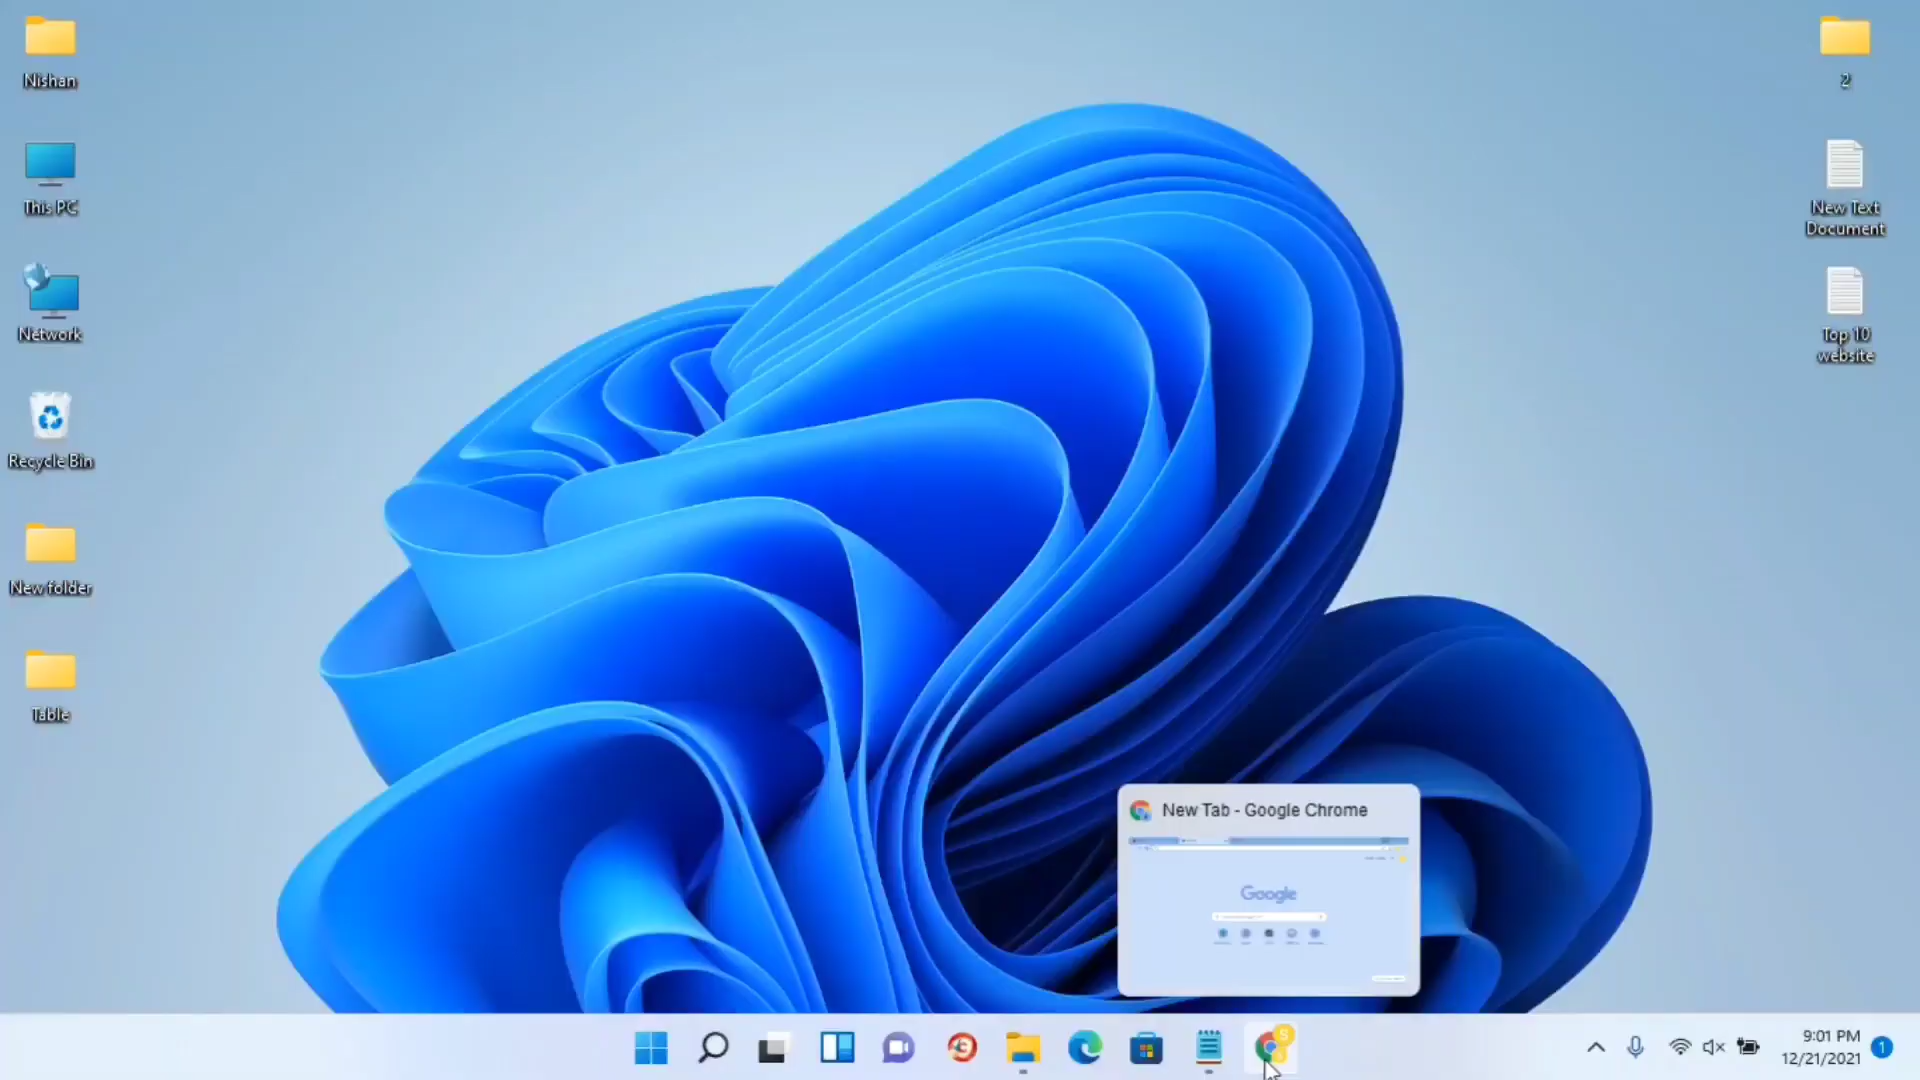 Nishan
This PC
Network
Recycle Bin
New folder
Table
2
New Text
Document
Top 10
website
New Tab - Google Chrome
Google
S
9:01 PM
12/21/2021
1